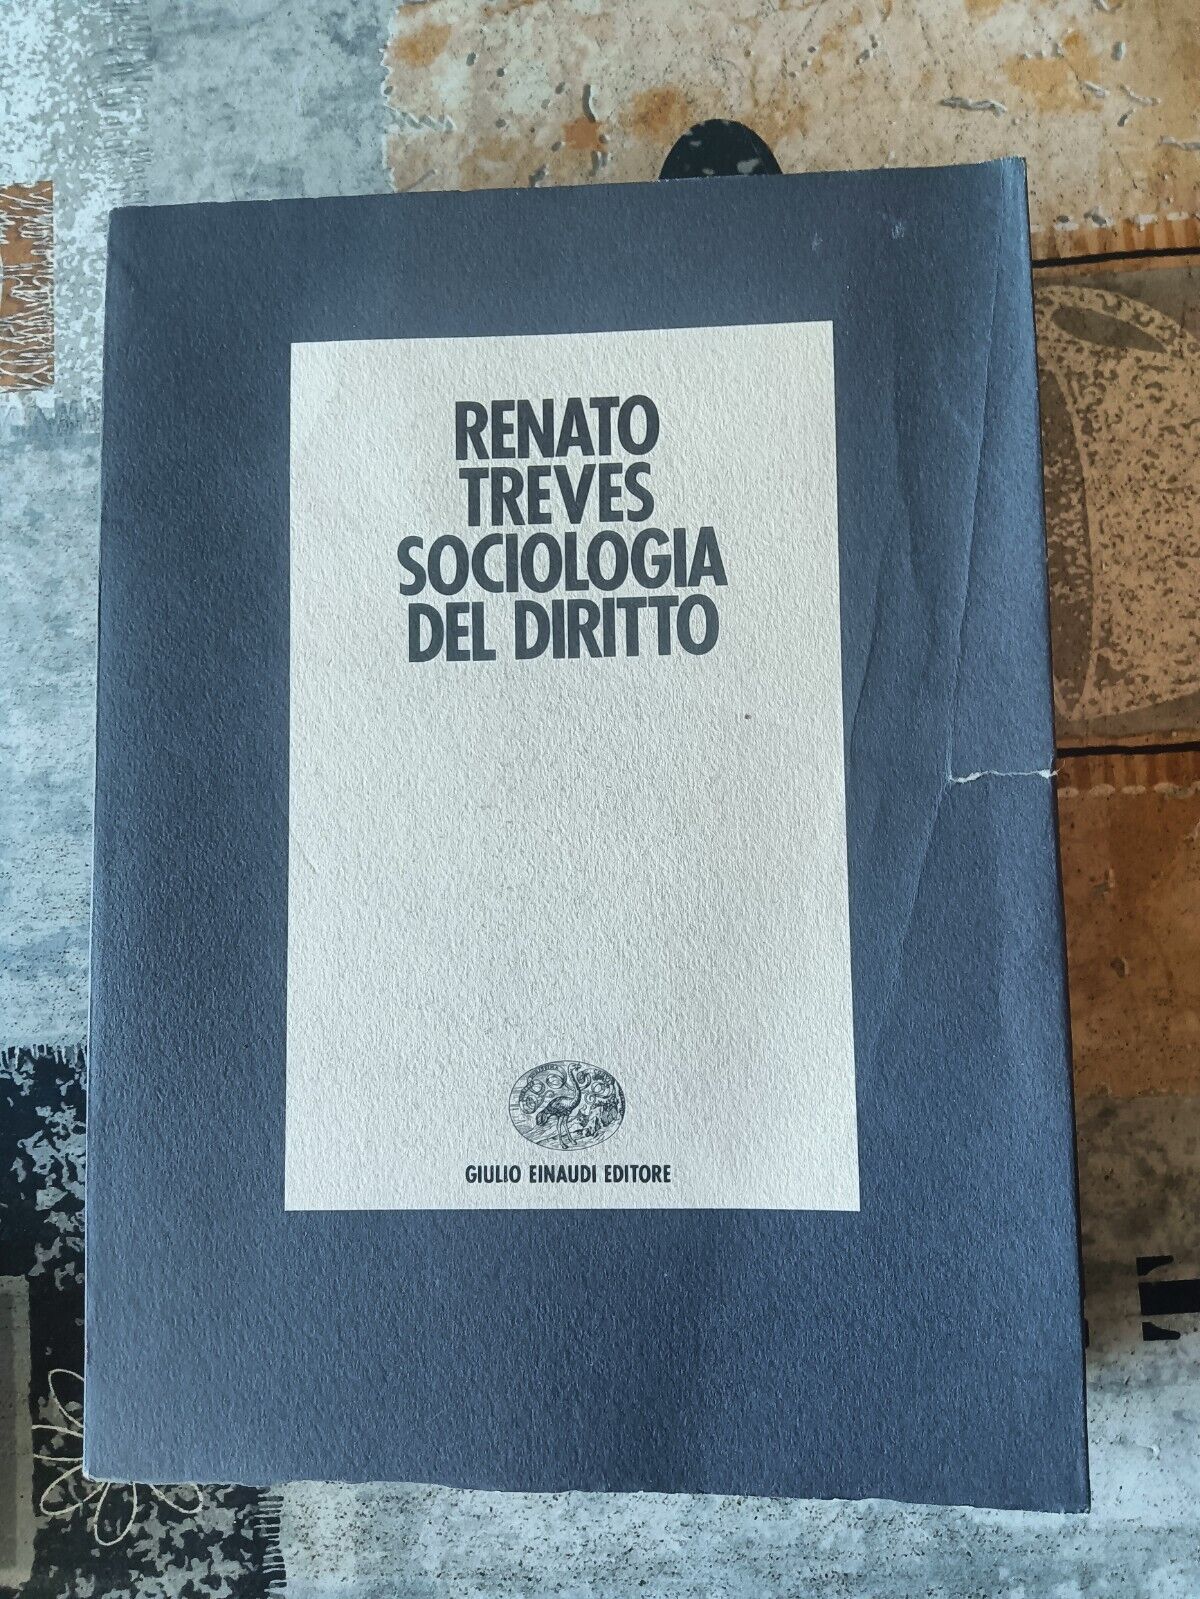 RENATO
TREVES
SOCIOLOGIA
DEL DIRITTO
GIULIO EINAUDI EDITORE